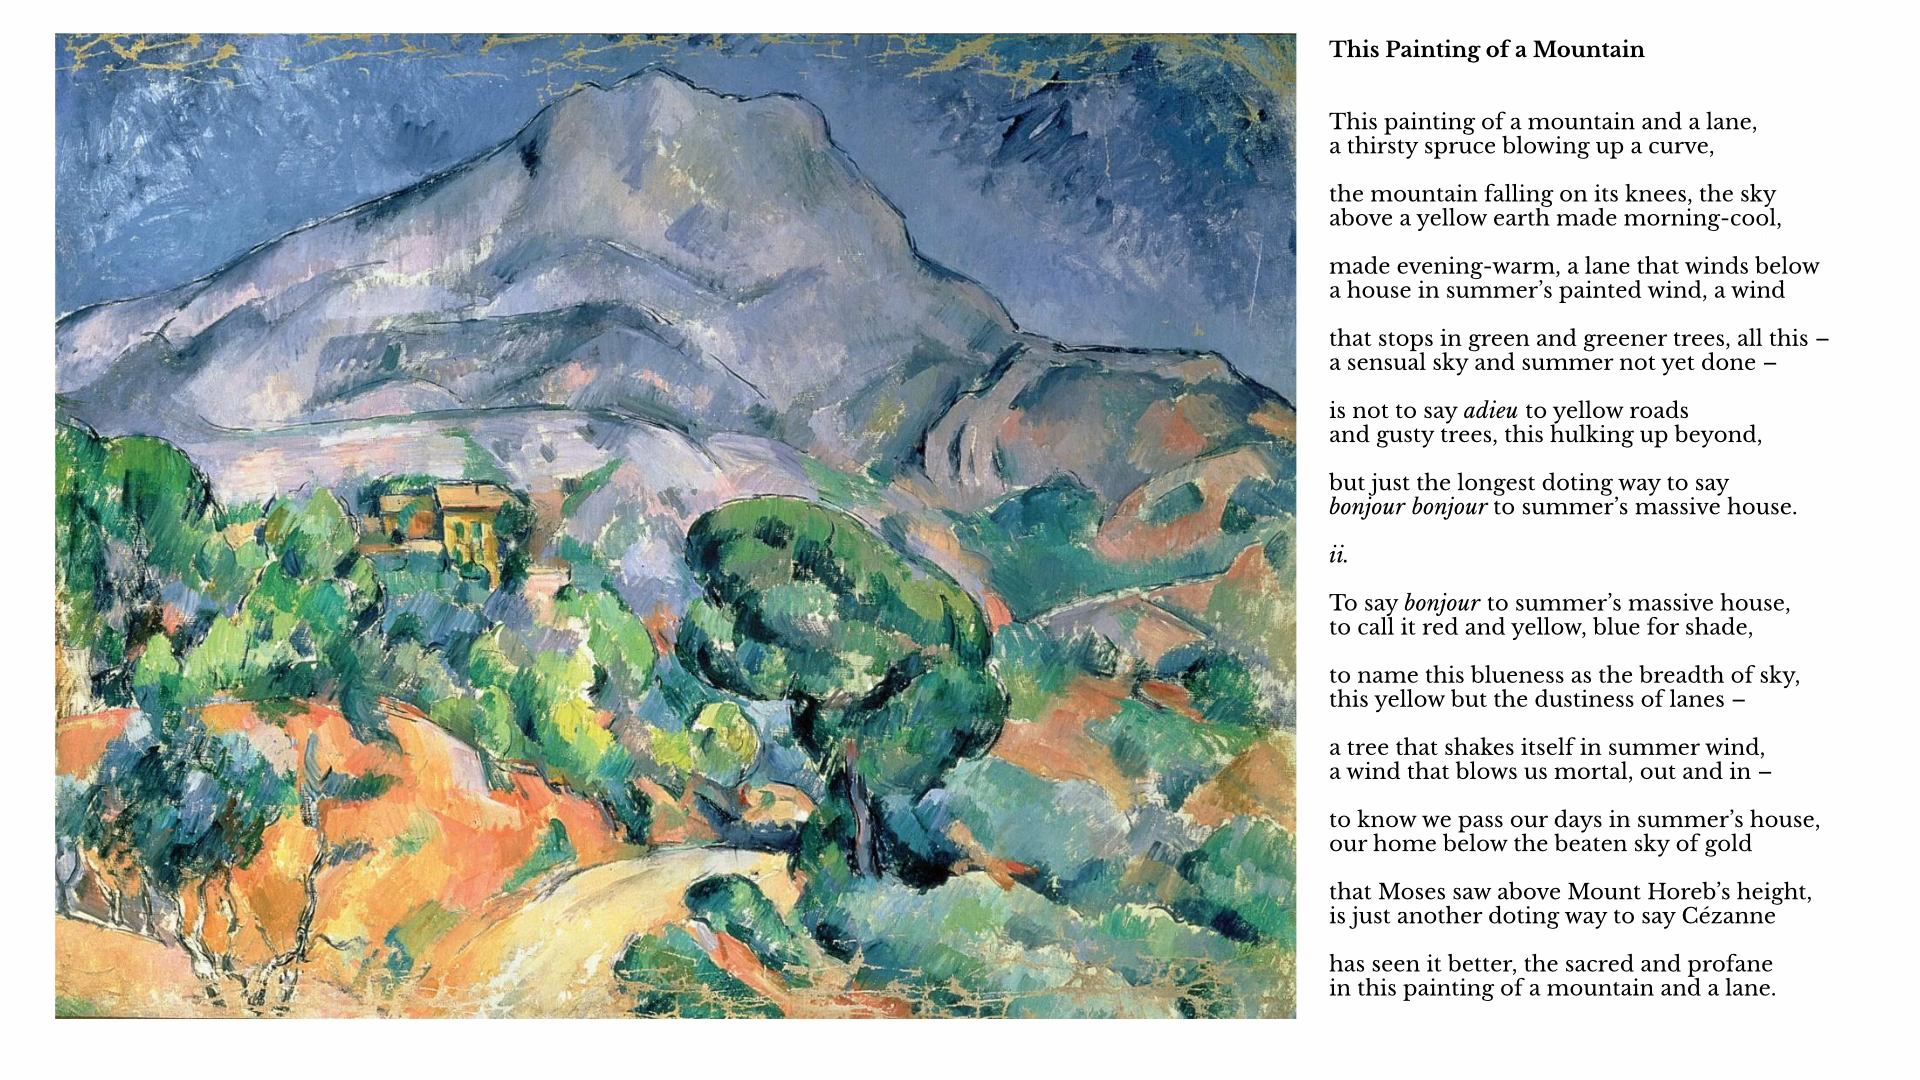 This Painting of a Mountain
This painting of a mountain and a lane,
a thirsty spruce blowing up a curve,
the mountain falling on its knees, the sky
above a yellow earth made morning-cool,
made evening-warm, a lane that winds below
a house in summer’s painted wind, a wind
that stops in green and greener trees, all this –
a sensual sky and summer not yet done –
is not to say adieu to yellow roads
and gusty trees, this hulking up beyond,
but just the longest doting way to say
bonjour bonjour to summer’s massive house.
ii.
To say bonjour to summer’s massive house,
to call it red and yellow, blue for shade,
to name this blueness as the breadth of sky,
this yellow but the dustiness of lanes –
a tree that shakes itself in summer wind,
a wind that blows us mortal, out and in –
to know we pass our days in summer’s house,
our home below the beaten sky of gold
that Moses saw above Mount Horeb’s height,
is just another doting way to say Cézanne
has seen it better, the sacred and profane
in this painting of a mountain and a lane.